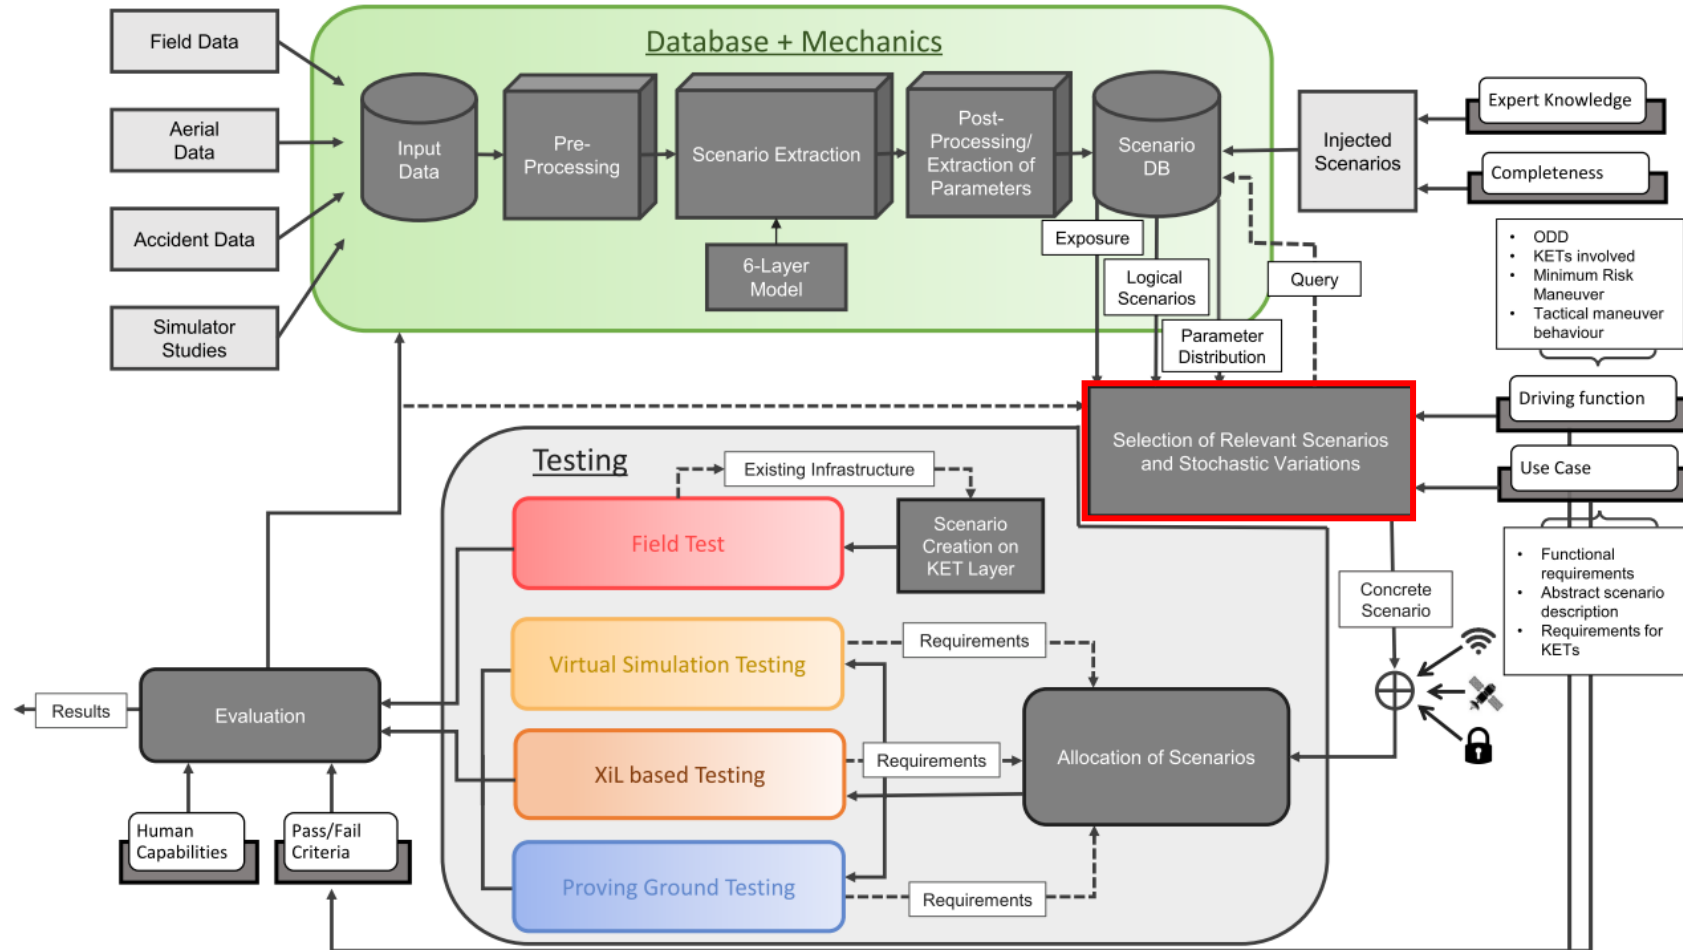 Database + Mechanics
Field Data
Aerial
Data
Accident Data
Simulator
Studies
Input
Data
Pre-
Processing
Scenario Extraction
Post-
Processing/
Extraction of
Parameters
Scenario
DB
6-Layer
Model
Injected
Scenarios
Expert Knowledge
Completeness
Exposure
Logical
Scenarios
Parameter
Distribution
Query
• ODD
• KETs involved
• Minimum Risk
Maneuver
• Tactical maneuver
behaviour
Driving function
Use Case
Selection of Relevant Scenarios
and Stochastic Variations
• Functional
requirements
• Abstract scenario
description
• Requirements for
KETs
Concrete
Scenario
Testing
Existing Infrastructure
Field Test
Scenario
Creation on
KET Layer
Virtual Simulation Testing
Requirements
XiL based Testing
Requirements
Allocation of Scenarios
Proving Ground Testing
Requirements
Results
Evaluation
Human
Capabilities
Pass/Fail
Criteria